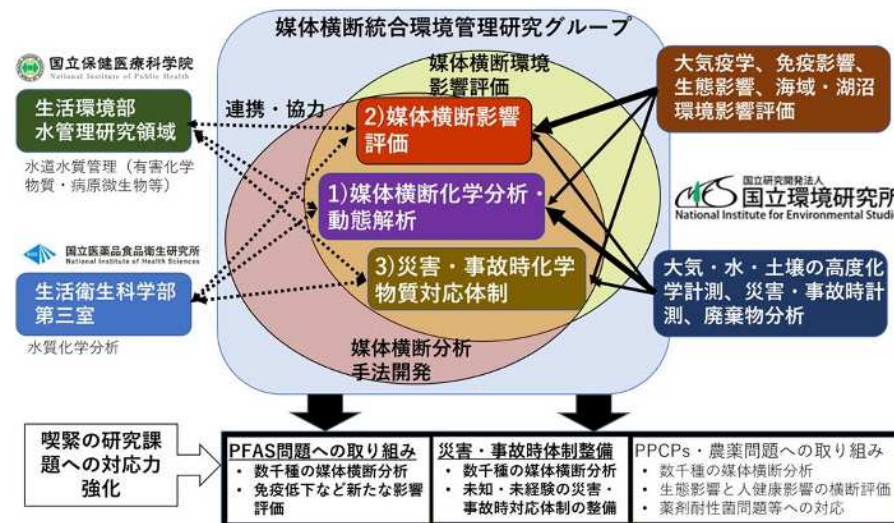 媒体横断統合環境管理研究グループ
国立保健医療科学院
National Institute of Public Health
生活環境部
水管理研究領域
水道水質管理（有害化学
物質・病原微生物等）
国立医薬品食品衛生研究所
National Institute of Health Sciences
生活衛生科学部
第三室
水質化学分析
連携・協力
媒体横断環境
影響評価
2)媒体横断影響
評価
1)媒体横断化学分析・
動態解析
3)災害・事故時化学
物質対応体制
媒体横断分析
手法開発
大気疫学、免疫影響、
生態影響、海域・湖沼
環境影響評価
国立研究開発法人
国立環境研究所
National Institute for Environmental Studies
大気・水・土壌の高度化
学計測、災害・事故時計
測、廃棄物分析
喫緊の研究課
題への対応力
強化
PFAS問題への取り組み
• 数千種の媒体横断分析
• 免疫低下など新たな影響
評価
災害・事故時体制整備
• 数千種の媒体横断分析
• 未知・未経験の災害・
事故時対応体制の整備
PPCPs・農薬問題への取り組み
• 数千種の媒体横断分析
• 生態影響と人健康影響の横断評価
• 薬剤耐性菌問題等への対応